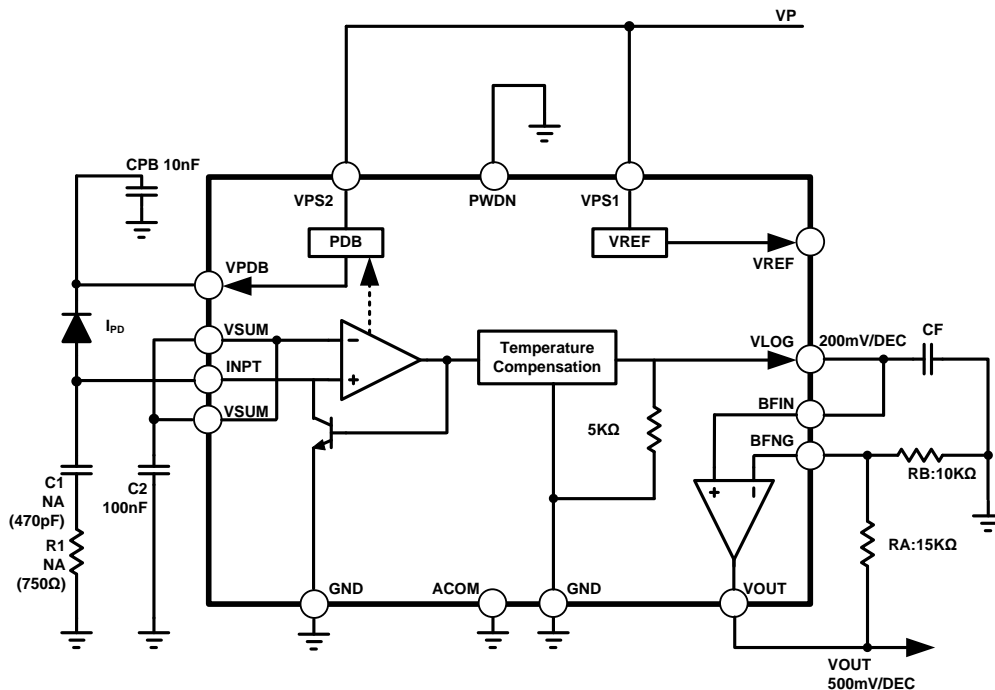 VP
CPB 10nF
VPS2
PWDN
VPS1
PDB
VREF
VREF
VPDB
IPD
VSUM
INPT
VSUM
Temperature
Compensation
VLOG
200mV/DEC
CF
BFIN
BFNG
5KΩ
RB:10KΩ
C1
NA
(470pF)
R1
NA
(750Ω)
C2
100nF
RA:15KΩ
GND
ACOM
GND
VOUT
VOUT
500mV/DEC